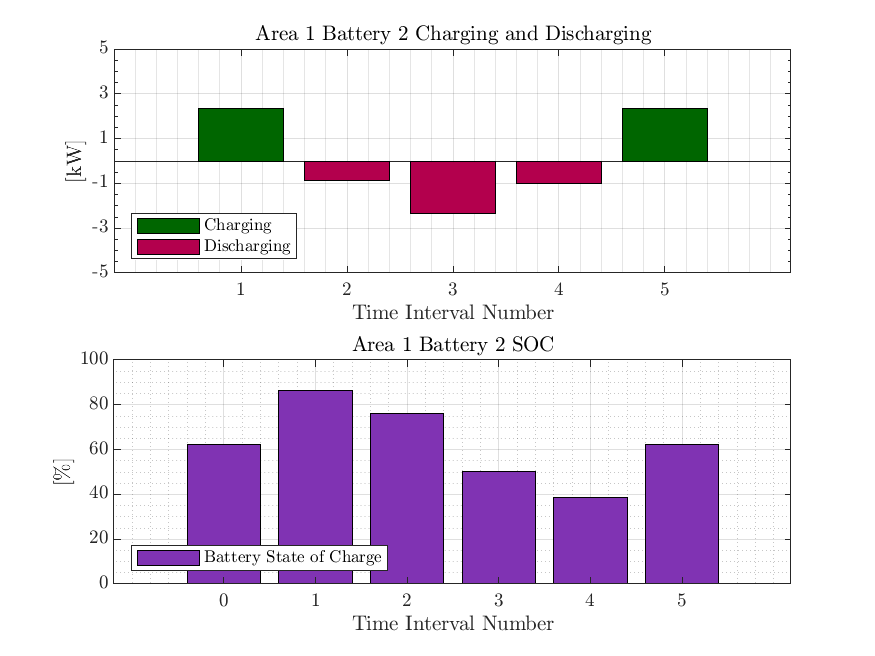 Area 1 Battery 2 Charging and Discharging
5
3
1
-1
-3
-5
[kW]
Charging
Discharging
1 2 3 4 5
Time Interval Number
Area 1 Battery 2 SOC
100
80
60
40
20
0
[%]
Battery State of Charge
0 1 2 3 4 5
Time Interval Number